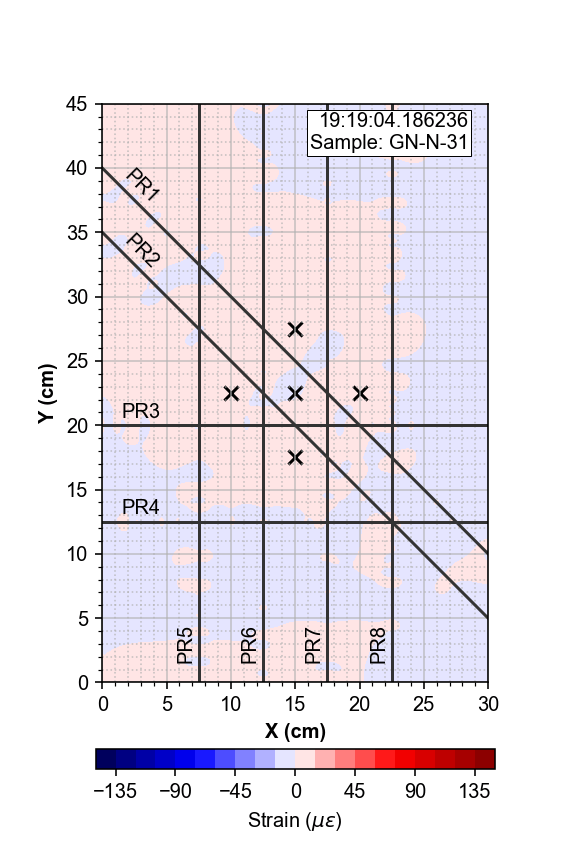 19:19:04.186236
Sample: GN-N-31
45
40
35
30
25
20
15
10
5
0
Y (cm)
PR1
PR2
PR3
PR4
PR5
PR6
PR7
PR8
0 5 10 15 20 25 30
X (cm)
−135 −90 −45 0 45 90 135
Strain (με)